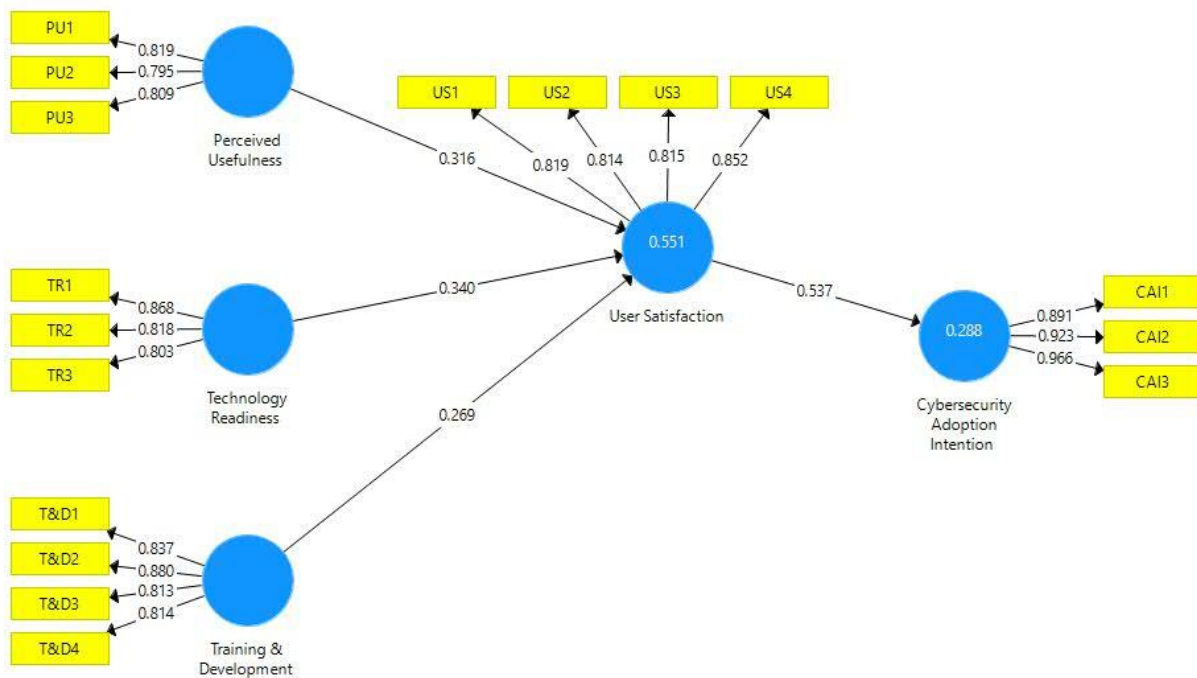 PU1
PU2
PU3
0.819
0.795
0.809
Perceived
Usefulness
US1
US2
US3
US4
0.819
0.814
0.815
0.852
0.316
0.551
User Satisfaction
TR1
TR2
TR3
0.868
0.818
0.803
Technology
Readiness
0.340
0.537
0.288
Cybersecurity
Adoption
Intention
0.891
0.923
0.966
CAI1
CAI2
CAI3
0.269
T&D1
T&D2
T&D3
T&D4
0.837
0.880
0.813
0.814
Training &
Development